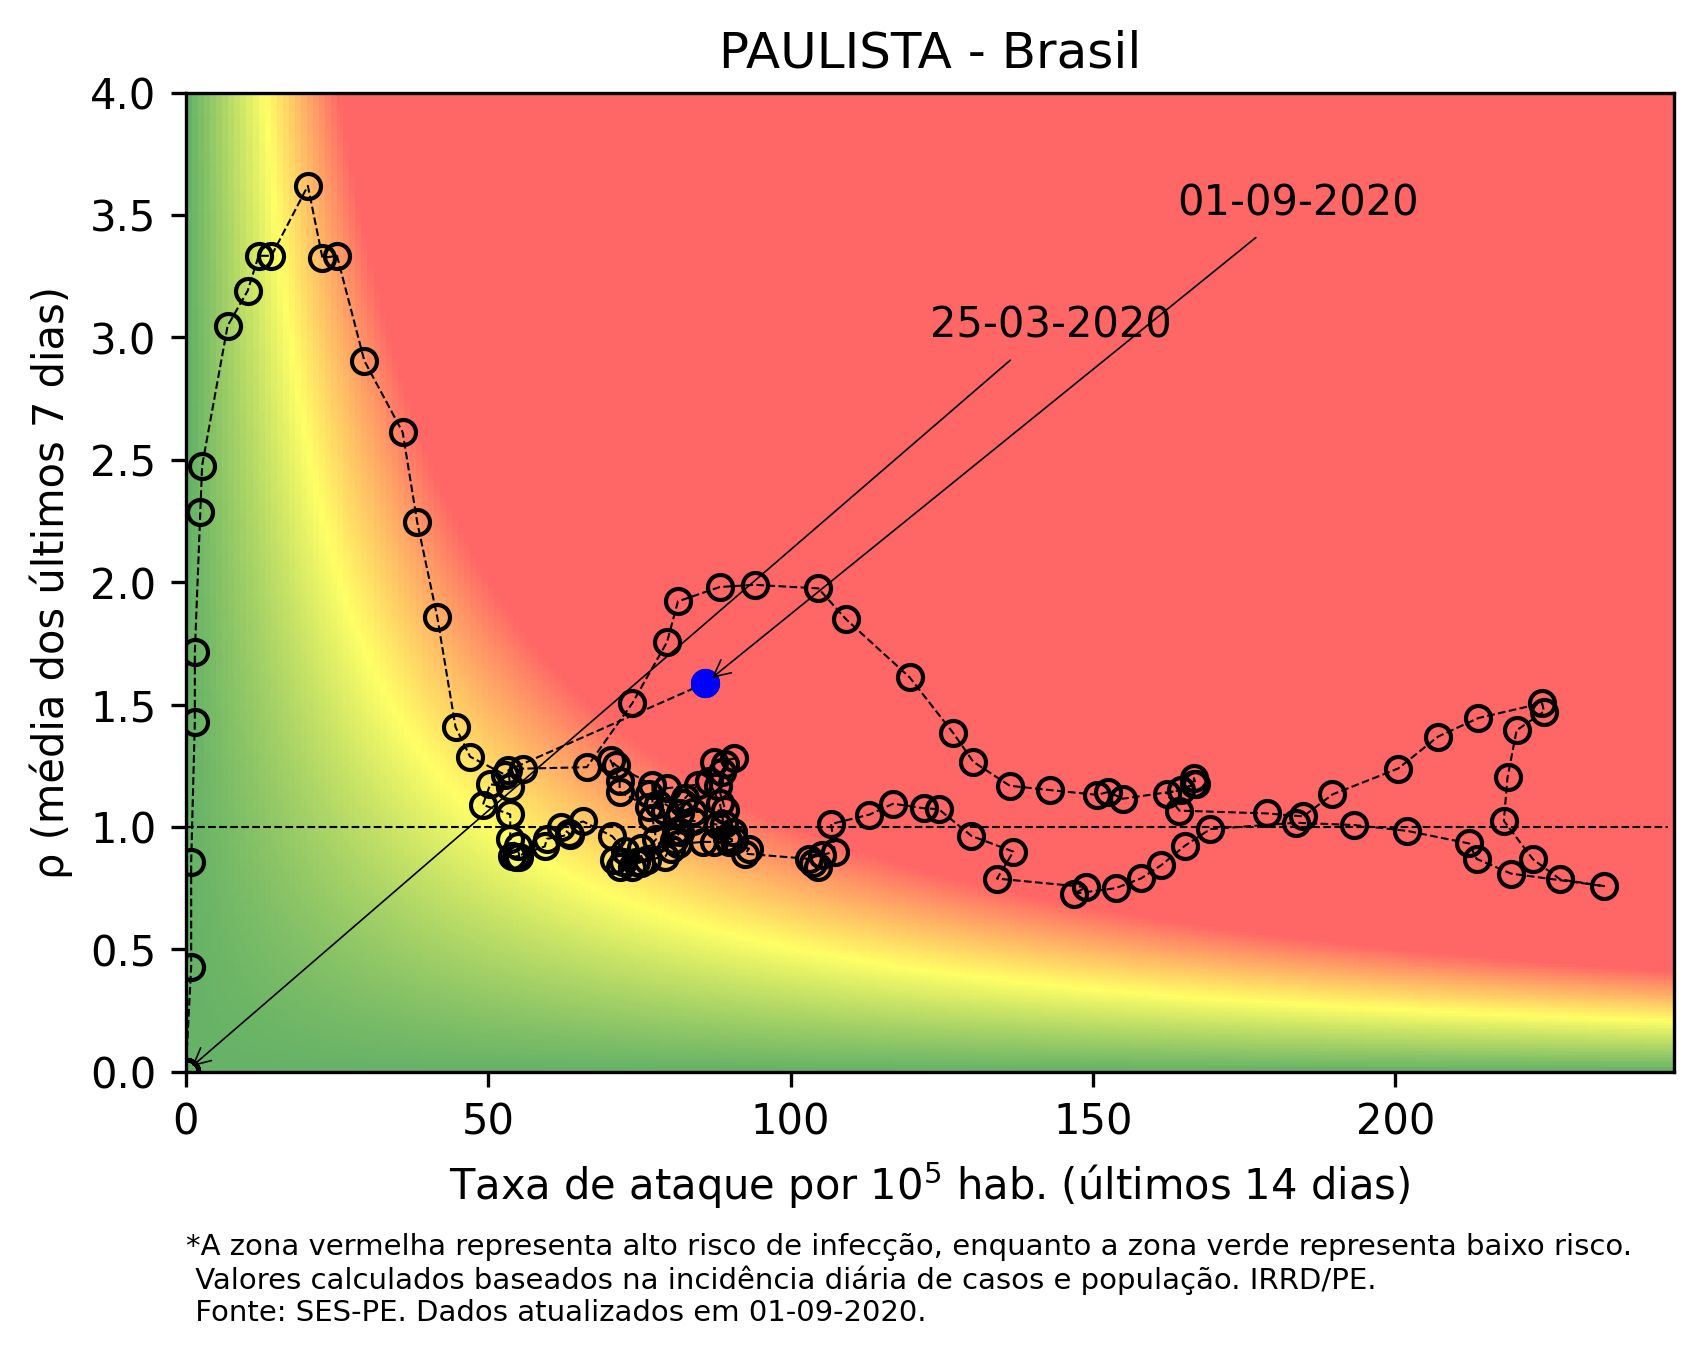 PAULISTA - Brasil
4.0
3.5
3.0
2.5
2.0
1.5
1.0
0.5
0.0
ρ (média dos últimos 7 dias)
01-09-2020
25-03-2020
0 50 100 150 200
Taxa de ataque por 10⁵ hab. (últimos 14 dias)
*A zona vermelha representa alto risco de infecção, enquanto a zona verde representa baixo risco.
Valores calculados baseados na incidência diária de casos e população. IRRD/PE.
Fonte: SES-PE. Dados atualizados em 01-09-2020.